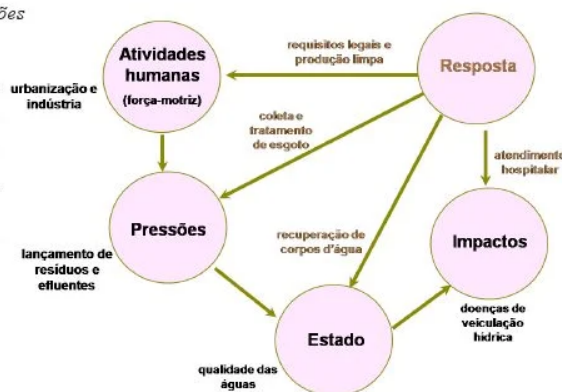 ões
Atividades
humanas
(força-motriz)
urbanização e
indústria
requisitos legais e
produção limpa
Resposta
coleta e
tratamento
de esgoto
atendimento
hospitalar
Pressões
lançamento de
resíduos e
efluentes
recuperação de
corpos d'água
Impactos
doenças de
veiculação
hídrica
Estado
qualidade das
águas